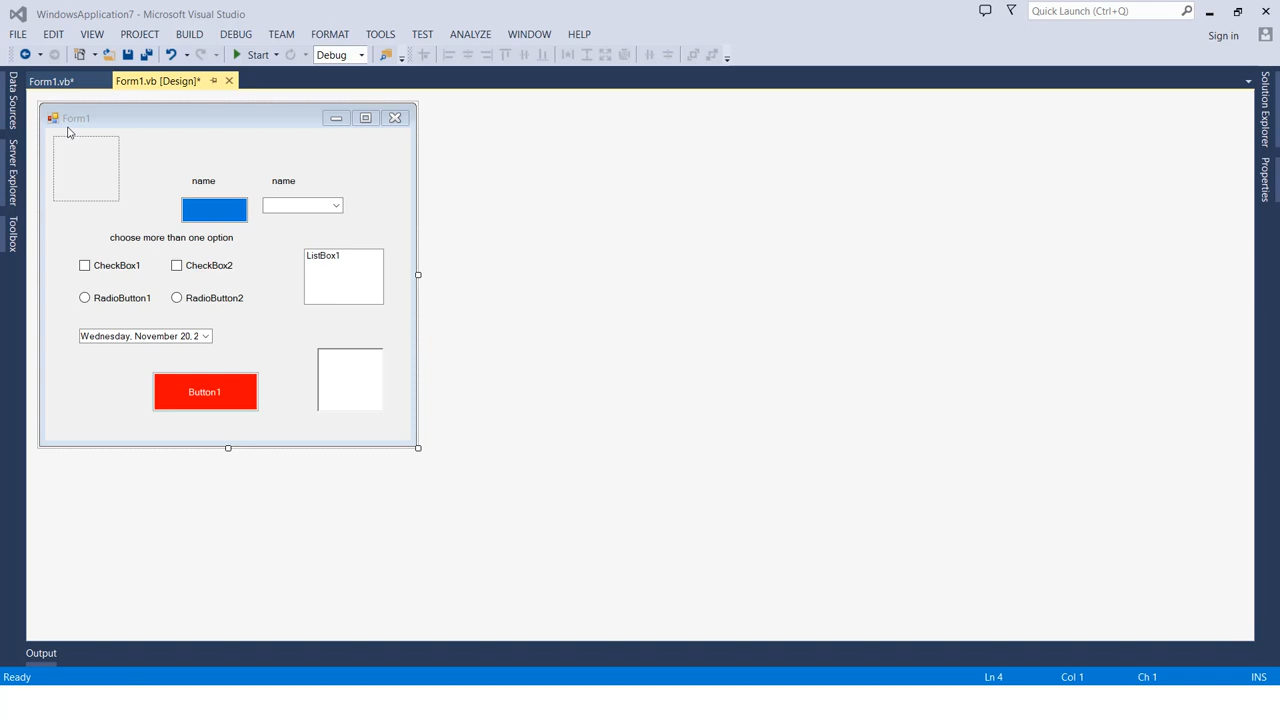 WindowsApplication7 - Microsoft Visual Studio
Quick Launch (Ctrl+Q)
FILE EDIT VIEW PROJECT BUILD DEBUG TEAM FORMAT TOOLS TEST ANALYZE WINDOW HELP
Sign in
Start Debug
Form1.vb* Form1.vb [Design]*
Data Sources
Server Explorer
Toolbox
Solution Explorer
Properties
Form1
name name
choose more than one option
CheckBox1 CheckBox2
ListBox1
RadioButton1 RadioButton2
Wednesday, November 20, 2
Button1
Output
Ready Ln 4 Col 1 Ch 1 INS